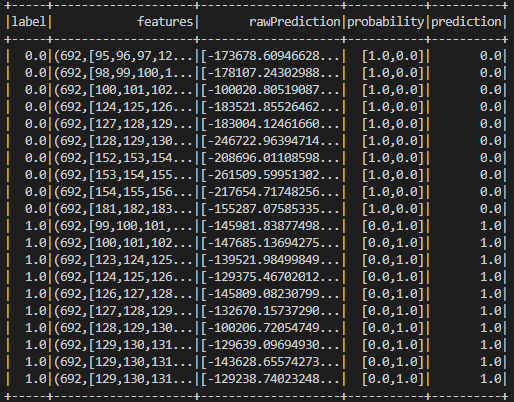 +-----+--------------------+--------------------+-----------+----------+
|label|            features|       rawPrediction|probability|prediction|
+-----+--------------------+--------------------+-----------+----------+
|  0.0|(692,[95,96,97,12...|[-173678.60946628...|  [1.0,0.0]|       0.0|
|  0.0|(692,[98,99,100,1...|[-178107.24302988...|  [1.0,0.0]|       0.0|
|  0.0|(692,[100,101,102...|[-100020.80519087...|  [1.0,0.0]|       0.0|
|  0.0|(692,[124,125,126...|[-183521.85526462...|  [1.0,0.0]|       0.0|
|  0.0|(692,[127,128,129...|[-183004.12461660...|  [1.0,0.0]|       0.0|
|  0.0|(692,[128,129,130...|[-246722.96394714...|  [1.0,0.0]|       0.0|
|  0.0|(692,[152,153,154...|[-208696.01108598...|  [1.0,0.0]|       0.0|
|  0.0|(692,[153,154,155...|[-261509.59951302...|  [1.0,0.0]|       0.0|
|  0.0|(692,[154,155,156...|[-217654.71748256...|  [1.0,0.0]|       0.0|
|  0.0|(692,[181,182,183...|[-155287.07585335...|  [1.0,0.0]|       0.0|
|  1.0|(692,[99,100,101,...|[-145981.83877498...|  [0.0,1.0]|       1.0|
|  1.0|(692,[100,101,102...|[-147685.13694275...|  [0.0,1.0]|       1.0|
|  1.0|(692,[123,124,125...|[-139521.98499849...|  [0.0,1.0]|       1.0|
|  1.0|(692,[124,125,126...|[-129375.46702012...|  [0.0,1.0]|       1.0|
|  1.0|(692,[126,127,128...|[-145809.08230799...|  [0.0,1.0]|       1.0|
|  1.0|(692,[127,128,129...|[-132670.15737290...|  [0.0,1.0]|       1.0|
|  1.0|(692,[128,129,130...|[-100206.72054749...|  [0.0,1.0]|       1.0|
|  1.0|(692,[129,130,131...|[-129639.09694930...|  [0.0,1.0]|       1.0|
|  1.0|(692,[129,130,131...|[-143628.65574273...|  [0.0,1.0]|       1.0|
|  1.0|(692,[129,130,131...|[-129238.74023248...|  [0.0,1.0]|       1.0|
+-----+--------------------+--------------------+-----------+----------+